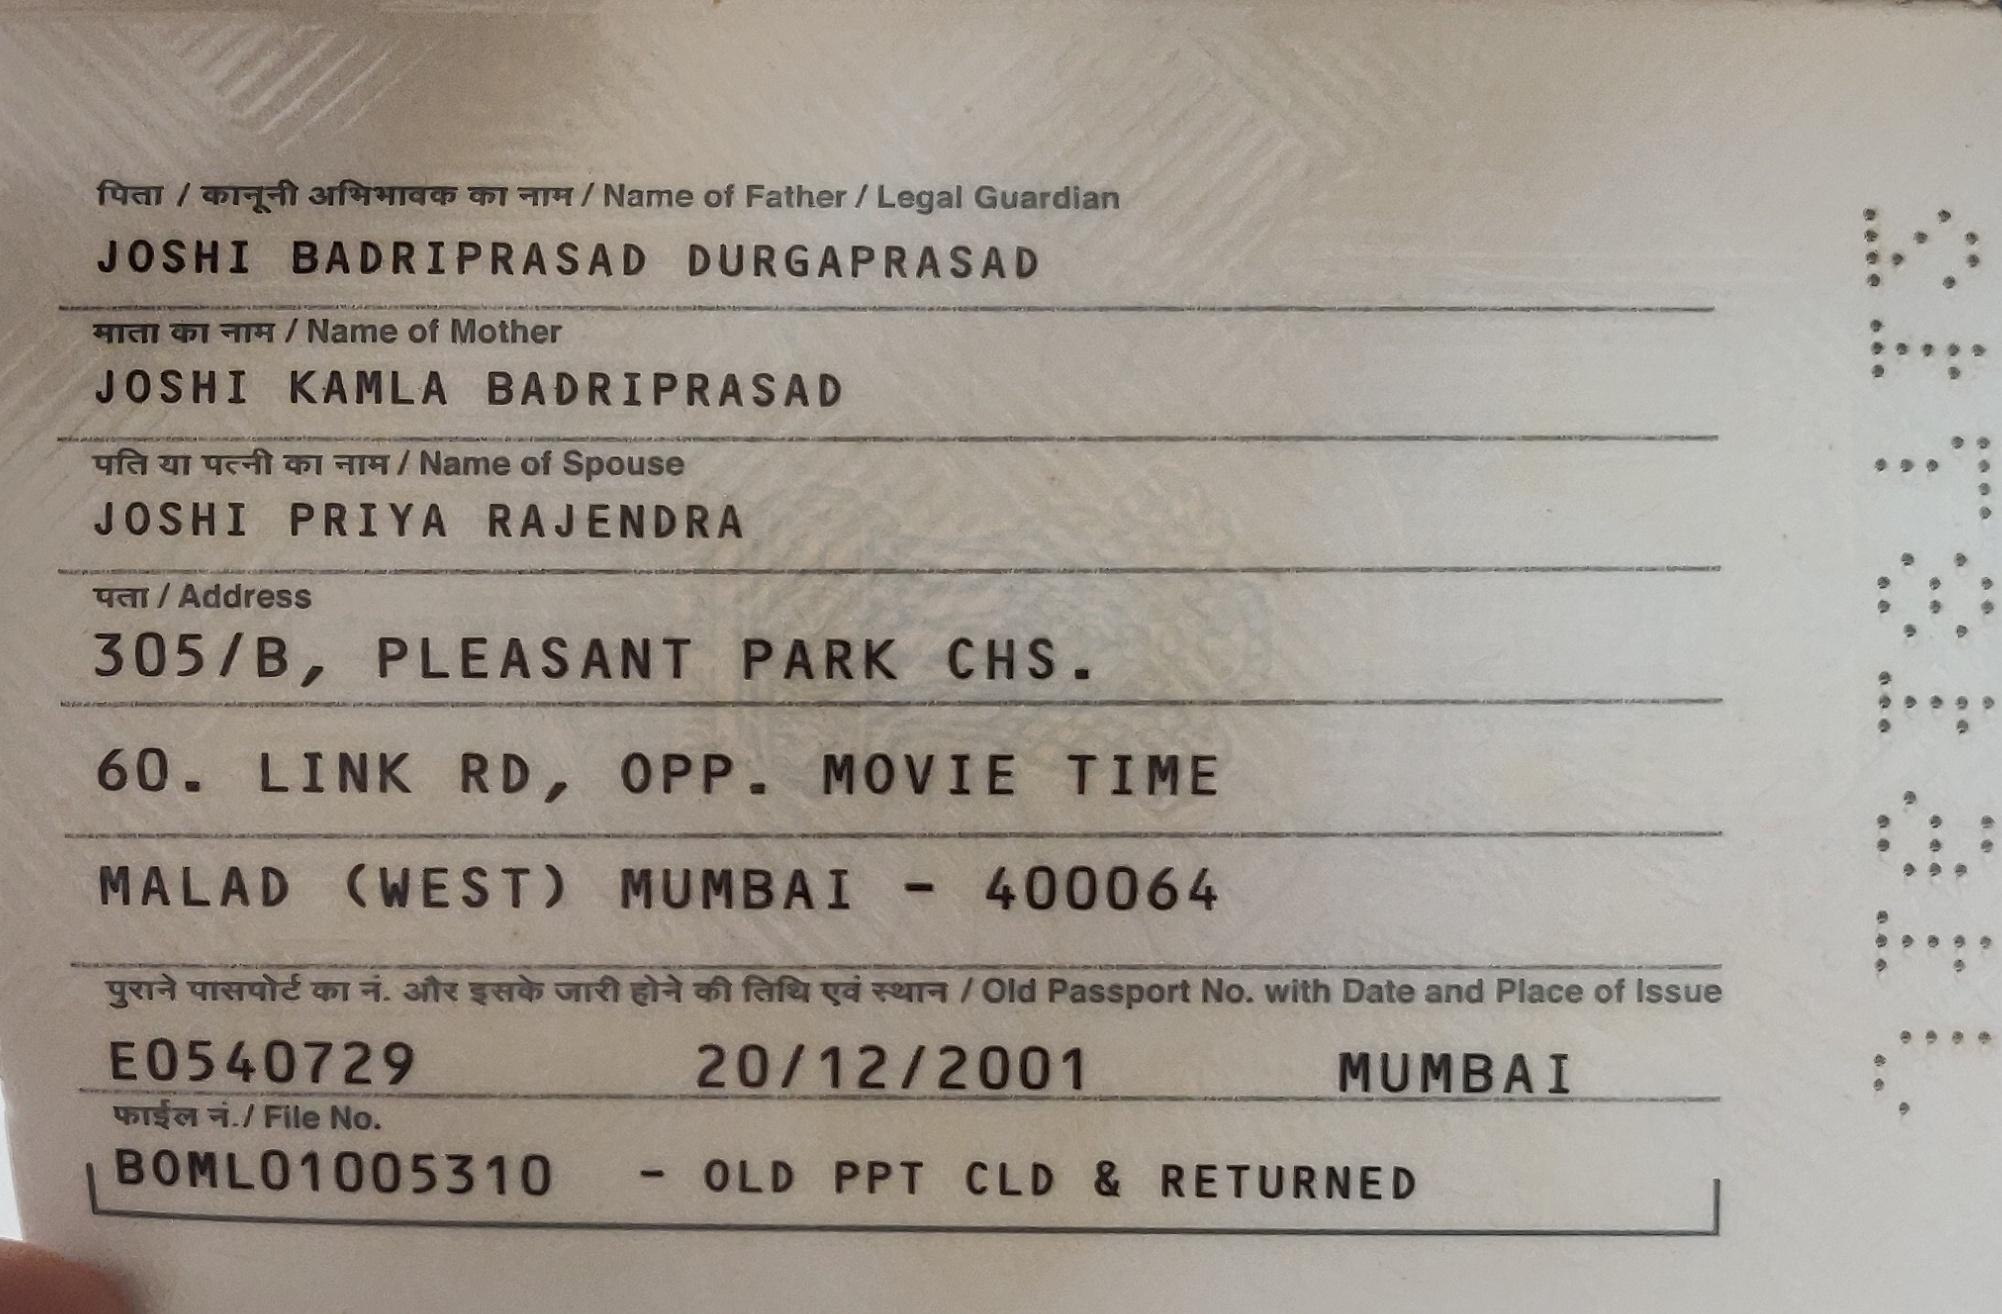 पिता / कानूनी अभिभावक का नाम / Name of Father / Legal Guardian
JOSHI BADRIPRASAD DURGAPRASAD
माता का नाम / Name of Mother
JOSHI KAMLA BADRIPRASAD
पति या पत्नी का नाम / Name of Spouse
JOSHI PRIYA RAJENDRA
पता / Address
305/B, PLEASANT PARK CHS.
60. LINK RD, OPP. MOVIE TIME
MALAD (WEST) MUMBAI - 400064
पुराने पासपोर्ट का नं. और इसके जारी होने की तिथि एवं स्थान / Old Passport No. with Date and Place of Issue
E0540729 20/12/2001 MUMBAI
फाईल नं./ File No.
BOML01005310 - OLD PPT CLD & RETURNED